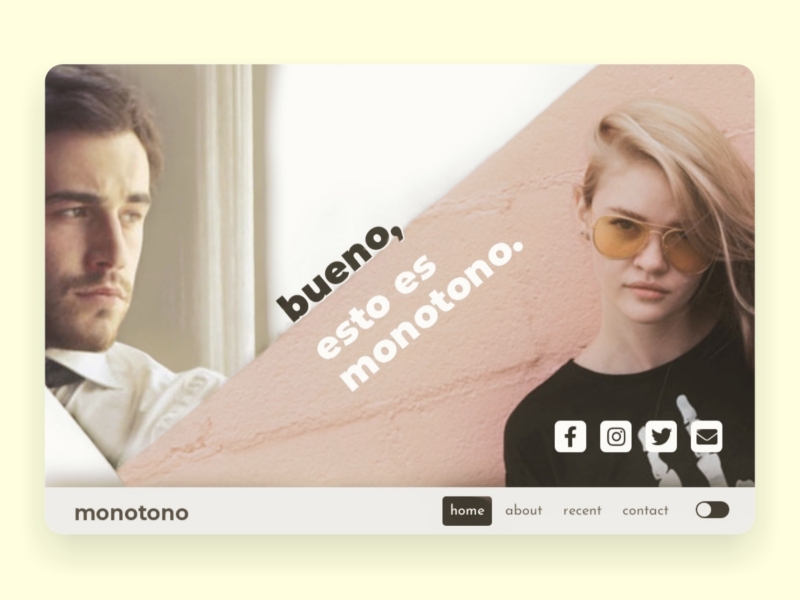 bueno,
esto es
monotono.
monotono
home about recent contact